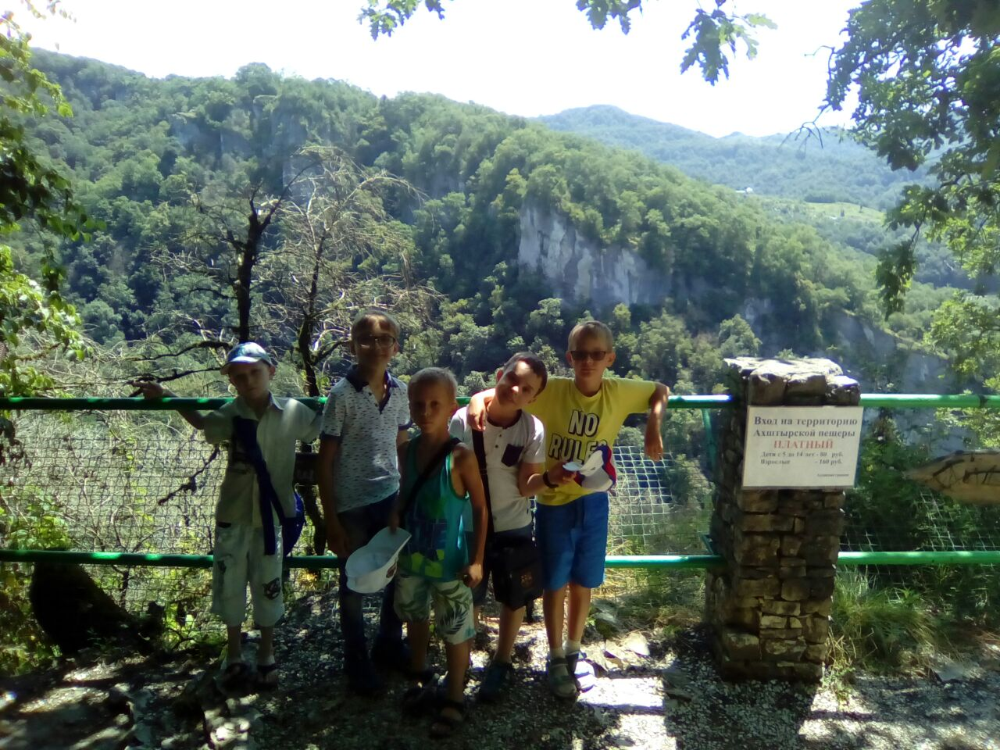 Вход на территорию
Ахштырской пещеры
ПЛАТНЫЙ
Дети с 5 до 14 лет - 80 руб.
Взрослые - 160 руб.
NO
RULES